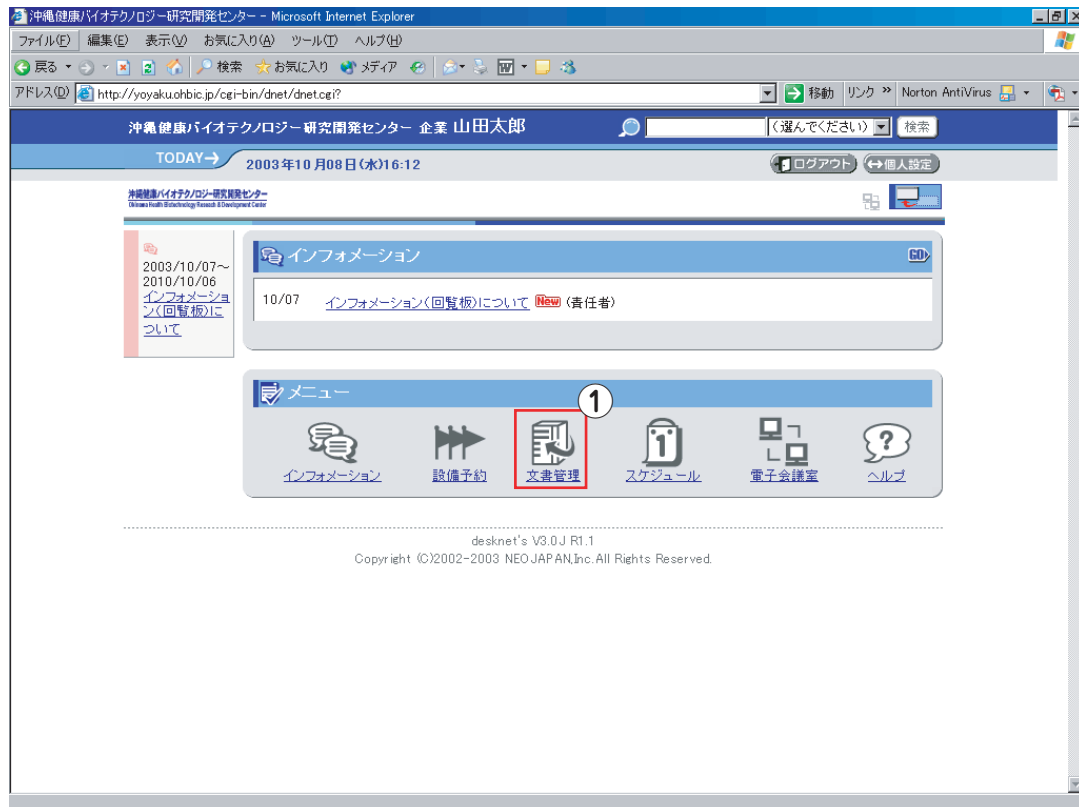 沖縄健康バイオテクノロジー研究開発センター - Microsoft Internet Explorer
ファイル(F) 編集(E) 表示(V) お気に入り(A) ツール(T) ヘルプ(H)
戻る 検索 お気に入り メディア
アドレス(D) http://yoyaku.ohbic.jp/cgi-bin/dnet/dnet.cgi? 移動 リンク » Norton AntiVirus
沖縄健康バイオテクノロジー研究開発センター 企業 山田太郎 (選んでください) 検索
TODAY→ 2003年10月08日(水)16:12 ログアウト 個人設定
沖縄健康バイオテクノロジー研究開発センター
Okinawa Health Biotechnology Research & Development Center
2003/10/07～
2010/10/06
インフォメーショ
ン(回覧板)に
ついて
インフォメーション GO
10/07 インフォメーション(回覧板)について New (責任者)
メニュー
1
インフォメーション 設備予約 文書管理 スケジュール 電子会議室 ヘルプ
desknet's V3.0J R1.1
Copyright (C)2002-2003 NEOJAPAN,Inc.All Rights Reserved.